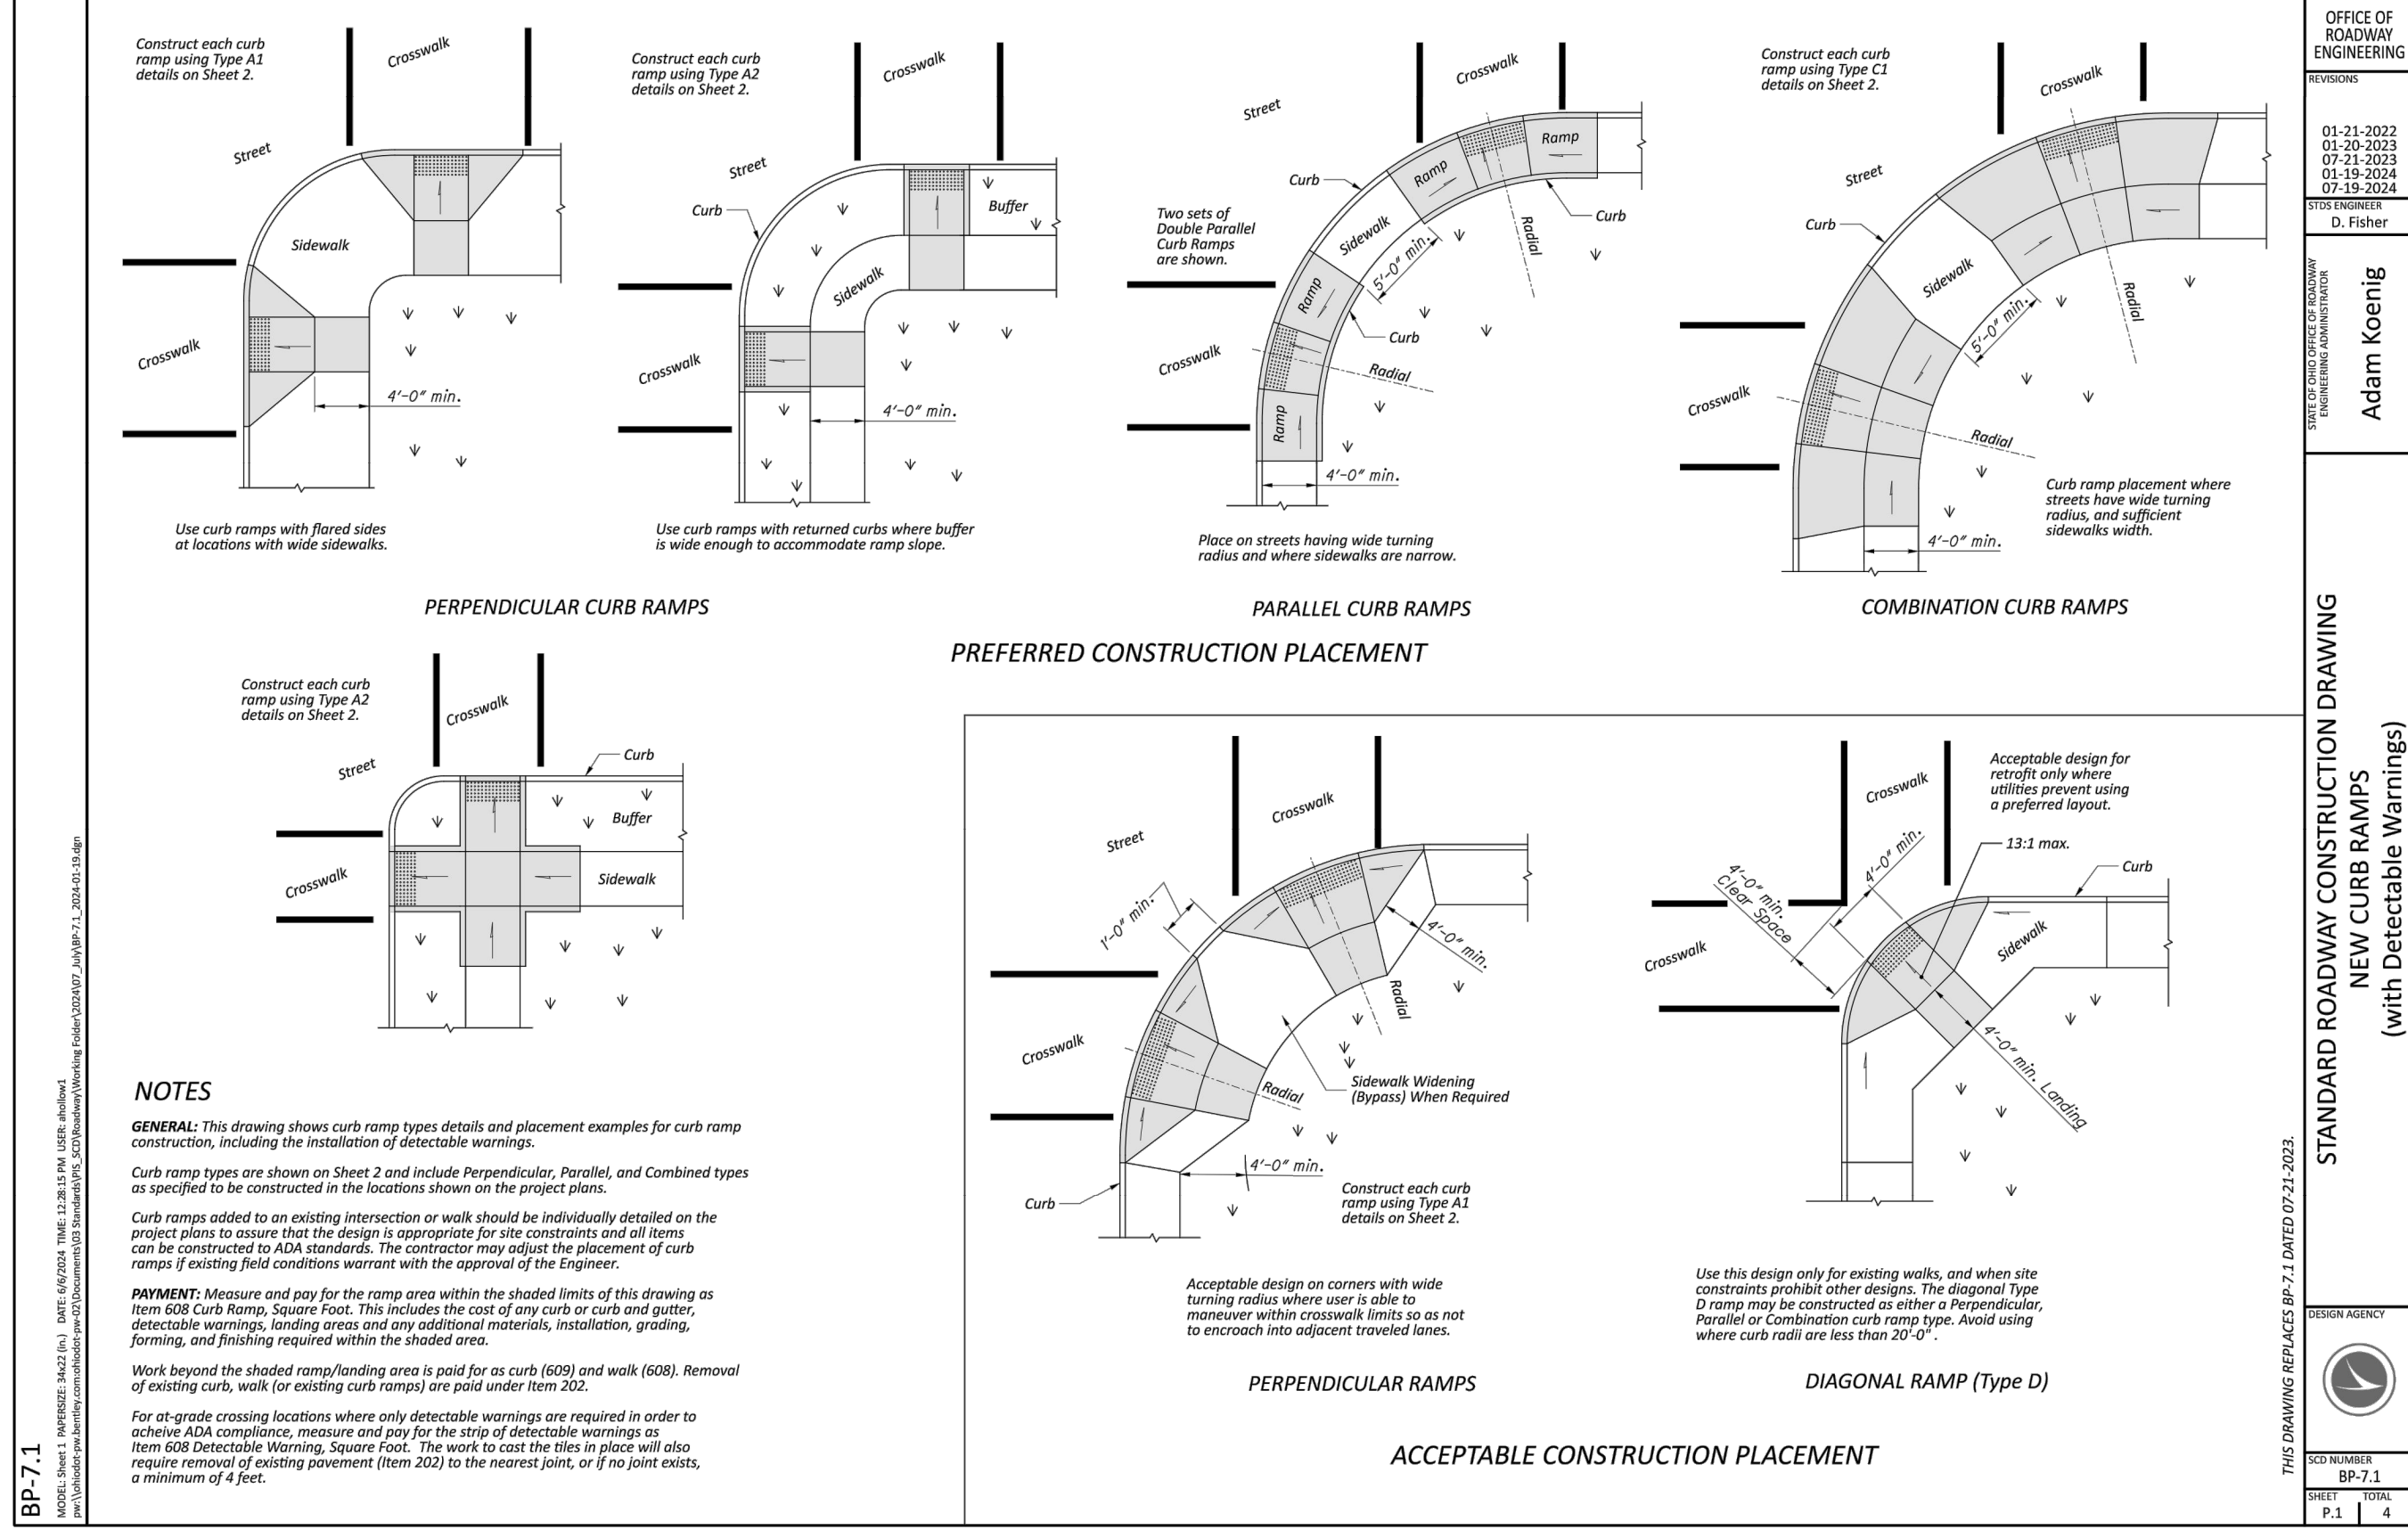 Construct each curb
ramp using Type A1
details on Sheet 2.
Crosswalk
Street
Sidewalk
Crosswalk
4'-0" min.
Use curb ramps with flared sides
at locations with wide sidewalks.
Construct each curb
ramp using Type A2
details on Sheet 2.
Crosswalk
Street
Curb
Buffer
Sidewalk
Crosswalk
4'-0" min.
Use curb ramps with returned curbs where buffer
is wide enough to accommodate ramp slope.
PERPENDICULAR CURB RAMPS
Crosswalk
Street
Ramp
Ramp
Curb
Curb
Two sets of
Double Parallel
Curb Ramps
are shown.
Sidewalk
Radial
5'-0" min.
Ramp
Curb
Crosswalk
Radial
Ramp
4'-0" min.
Place on streets having wide turning
radius and where sidewalks are narrow.
PARALLEL CURB RAMPS
Construct each curb
ramp using Type C1
details on Sheet 2.
Crosswalk
Street
Curb
Sidewalk
Radial
5'-0" min.
Crosswalk
Radial
Curb ramp placement where
streets have wide turning
radius, and sufficient
sidewalks width.
4'-0" min.
COMBINATION CURB RAMPS
PREFERRED CONSTRUCTION PLACEMENT
Construct each curb
ramp using Type A2
details on Sheet 2.
Crosswalk
Street
Curb
Buffer
Sidewalk
Crosswalk
NOTES
GENERAL: This drawing shows curb ramp types details and placement examples for curb ramp
construction, including the installation of detectable warnings.
Curb ramp types are shown on Sheet 2 and include Perpendicular, Parallel, and Combined types
as specified to be constructed in the locations shown on the project plans.
Curb ramps added to an existing intersection or walk should be individually detailed on the
project plans to assure that the design is appropriate for site constraints and all items
can be constructed to ADA standards. The contractor may adjust the placement of curb
ramps if existing field conditions warrant with the approval of the Engineer.
PAYMENT: Measure and pay for the ramp area within the shaded limits of this drawing as
Item 608 Curb Ramp, Square Foot. This includes the cost of any curb or curb and gutter,
detectable warnings, landing areas and any additional materials, installation, grading,
forming, and finishing required within the shaded area.
Work beyond the shaded ramp/landing area is paid for as curb (609) and walk (608). Removal
of existing curb, walk (or existing curb ramps) are paid under Item 202.
For at-grade crossing locations where only detectable warnings are required in order to
acheive ADA compliance, measure and pay for the strip of detectable warnings as
Item 608 Detectable Warning, Square Foot. The work to cast the tiles in place will also
require removal of existing pavement (Item 202) to the nearest joint, or if no joint exists,
a minimum of 4 feet.
Crosswalk
Street
1'-0" min.
4'-0" min.
Radial
Crosswalk
Sidewalk Widening
(Bypass) When Required
Radial
4'-0" min.
Curb
Construct each curb
ramp using Type A1
details on Sheet 2.
Acceptable design on corners with wide
turning radius where user is able to
maneuver within crosswalk limits so as not
to encroach into adjacent traveled lanes.
PERPENDICULAR RAMPS
Acceptable design for
retrofit only where
utilities prevent using
a preferred layout.
Crosswalk
4'-0" min.
13:1 max.
Curb
4'-0" min.
Clear Space
Sidewalk
Crosswalk
4'-0" min. Landing
Use this design only for existing walks, and when site
constraints prohibit other designs. The diagonal Type
D ramp may be constructed as either a Perpendicular,
Parallel or Combination curb ramp type. Avoid using
where curb radii are less than 20'-0" .
DIAGONAL RAMP (Type D)
ACCEPTABLE CONSTRUCTION PLACEMENT
THIS DRAWING REPLACES BP-7.1 DATED 07-21-2023.
OFFICE OF
ROADWAY
ENGINEERING
REVISIONS
01-21-2022
01-20-2023
07-21-2023
01-19-2024
07-19-2024
STDS ENGINEER
D. Fisher
STATE OF OHIO OFFICE OF ROADWAY
ENGINEERING ADMINISTRATOR
Adam Koenig
STANDARD ROADWAY CONSTRUCTION DRAWING
NEW CURB RAMPS
(with Detectable Warnings)
DESIGN AGENCY
SCD NUMBER
BP-7.1
SHEET TOTAL
P.1 4
BP-7.1
MODEL: Sheet 1 PAPERSIZE: 34x22 (in.) DATE: 6/6/2024 TIME: 12:28:15 PM USER: ahollow1
pw:\\ohiodot-pw.bentley.com:ohiodot-pw-02\Documents\03 Standards\PIS_SCD\Roadway\Working Folder\2024\07_July\BP-7.1_2024-01-19.dgn